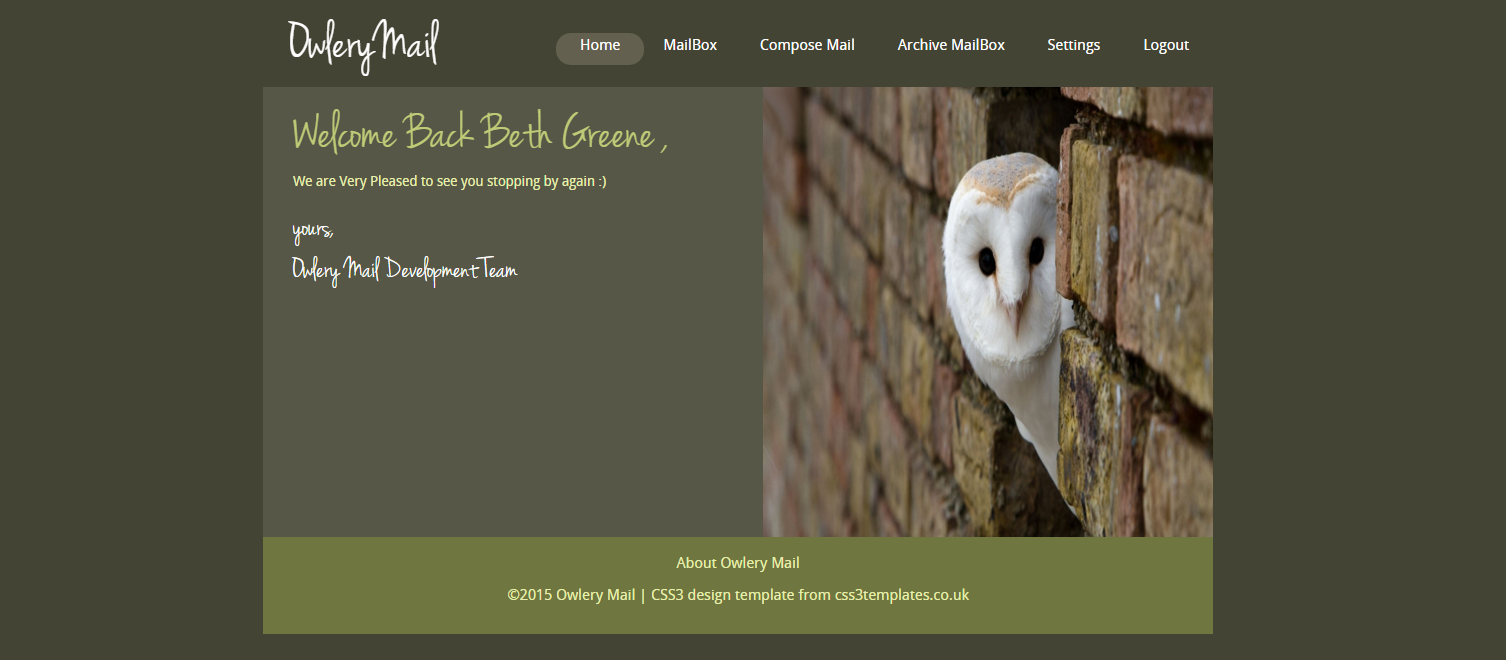 Owlery Mail
Home MailBox Compose Mail Archive MailBox Settings Logout
Welcome Back Beth Greene ,
We are Very Pleased to see you stopping by again :)
yours,
Owlery Mail Development Team
About Owlery Mail
©2015 Owlery Mail | CSS3 design template from css3templates.co.uk